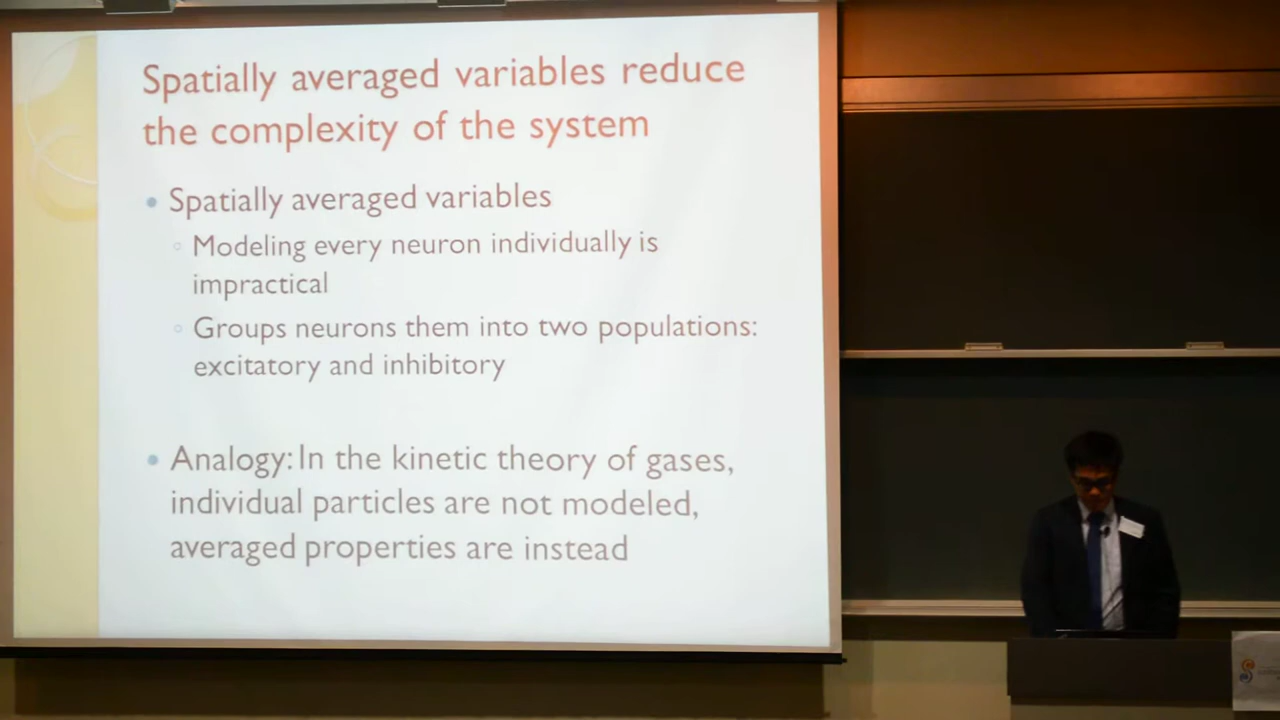 Spatially averaged variables reduce
the complexity of the system
• Spatially averaged variables
◦ Modeling every neuron individually is
impractical
◦ Groups neurons them into two populations:
excitatory and inhibitory
• Analogy: In the kinetic theory of gases,
individual particles are not modeled,
averaged properties are instead